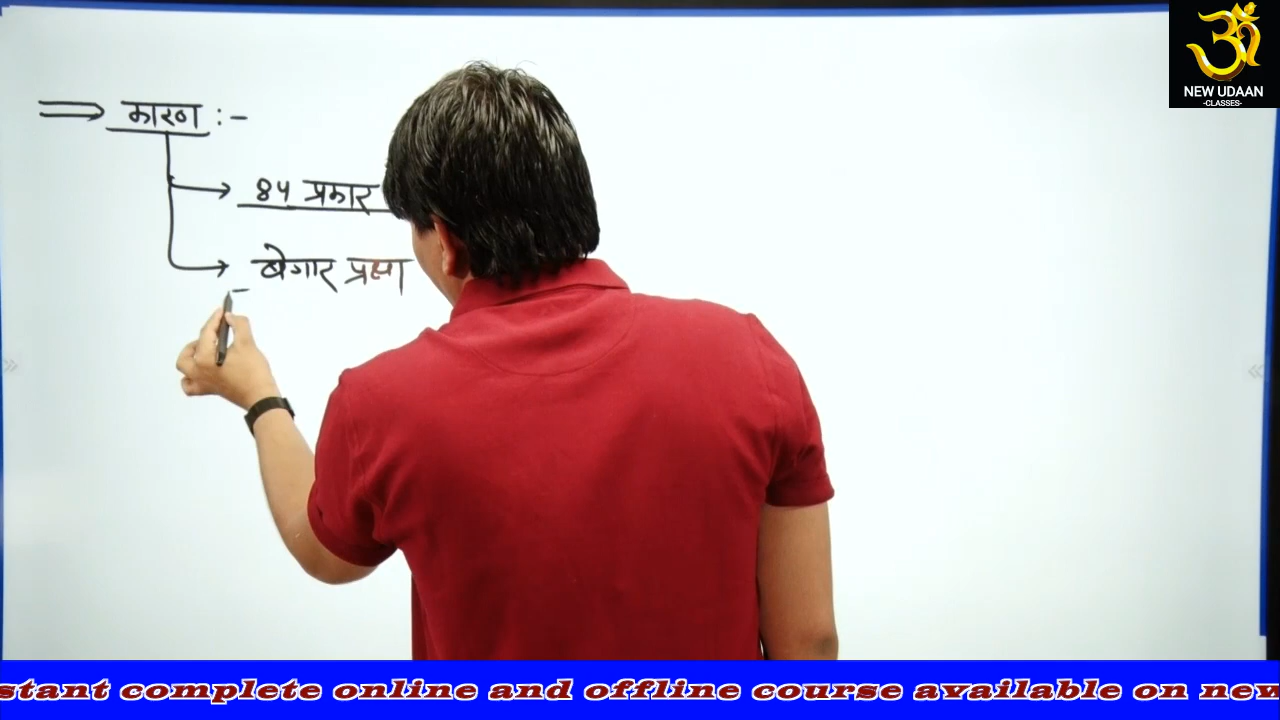 कारण :-
84 प्रकार
बेगार प्रथा
NEW UDAAN
-CLASSES-
stant complete online and offline course available on new